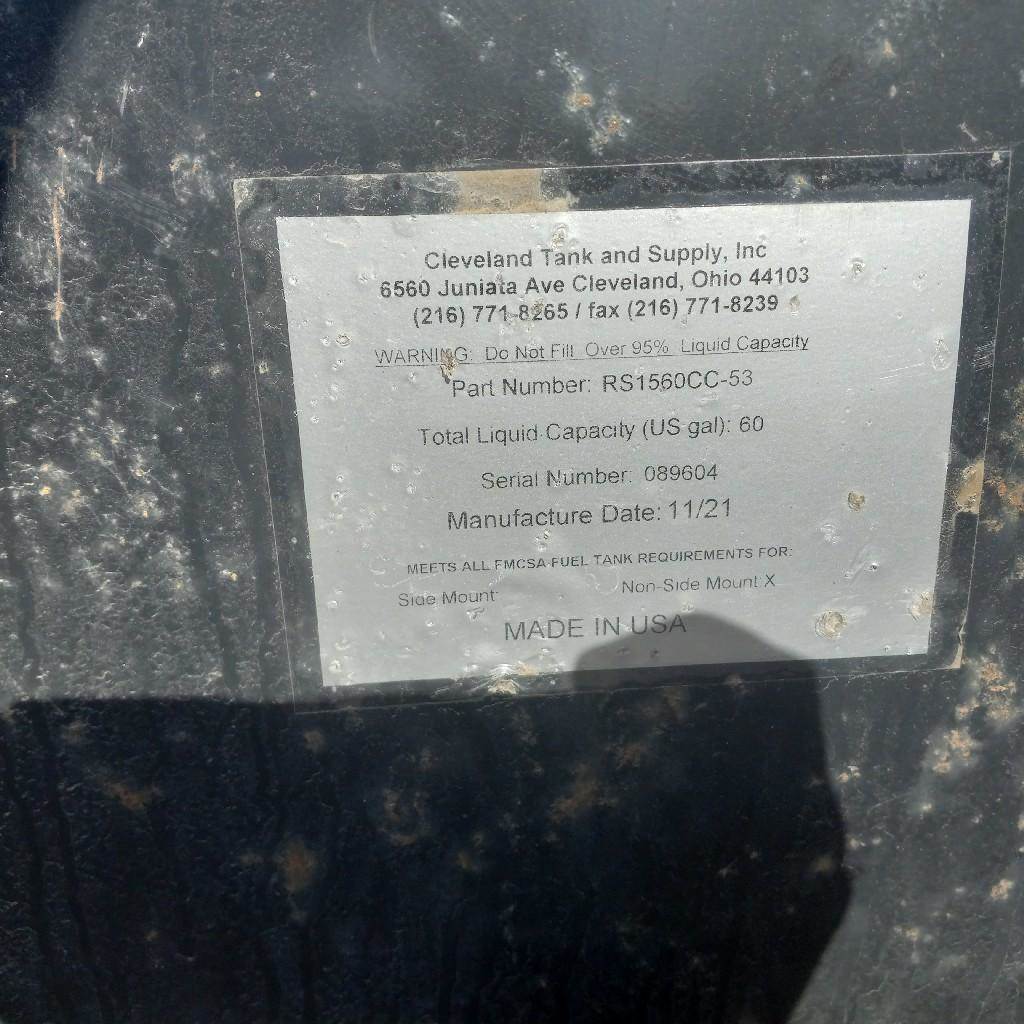 Cleveland Tank and Supply, Inc
6560 Juniata Ave Cleveland, Ohio 44103
(216) 771-8265 / fax (216) 771-8239
WARNING: Do Not Fill Over 95% Liquid Capacity
Part Number: RS1560CC-53
Total Liquid Capacity (US gal): 60
Serial Number: 089604
Manufacture Date: 11/21
MEETS ALL FMCSA FUEL TANK REQUIREMENTS FOR:
Side Mount: Non-Side Mount:X
MADE IN USA